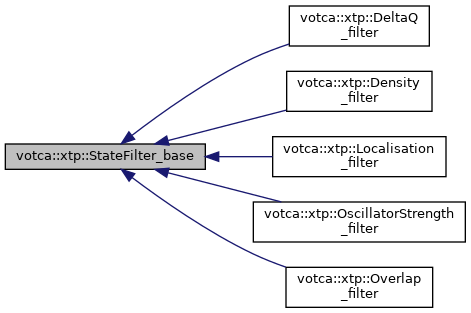 votca::xtp::DeltaQ
_filter
votca::xtp::Density
_filter
votca::xtp::StateFilter_base
votca::xtp::Localisation
_filter
votca::xtp::OscillatorStrength
_filter
votca::xtp::Overlap
_filter